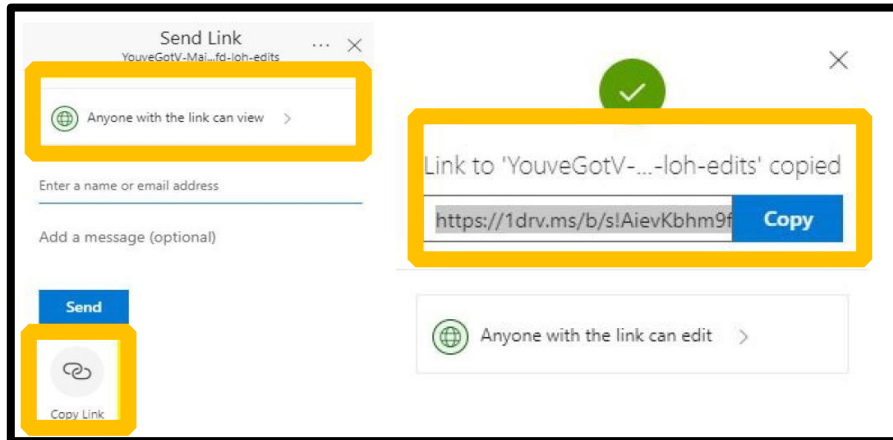 Send Link
YouveGotV-Mai...fd-loh-edits
Anyone with the link can view
Enter a name or email address
Add a message (optional)
Send
Copy Link
Link to 'YouveGotV-...-loh-edits' copied
https://1drv.ms/b/s!AievKbhm9f
Copy
Anyone with the link can edit